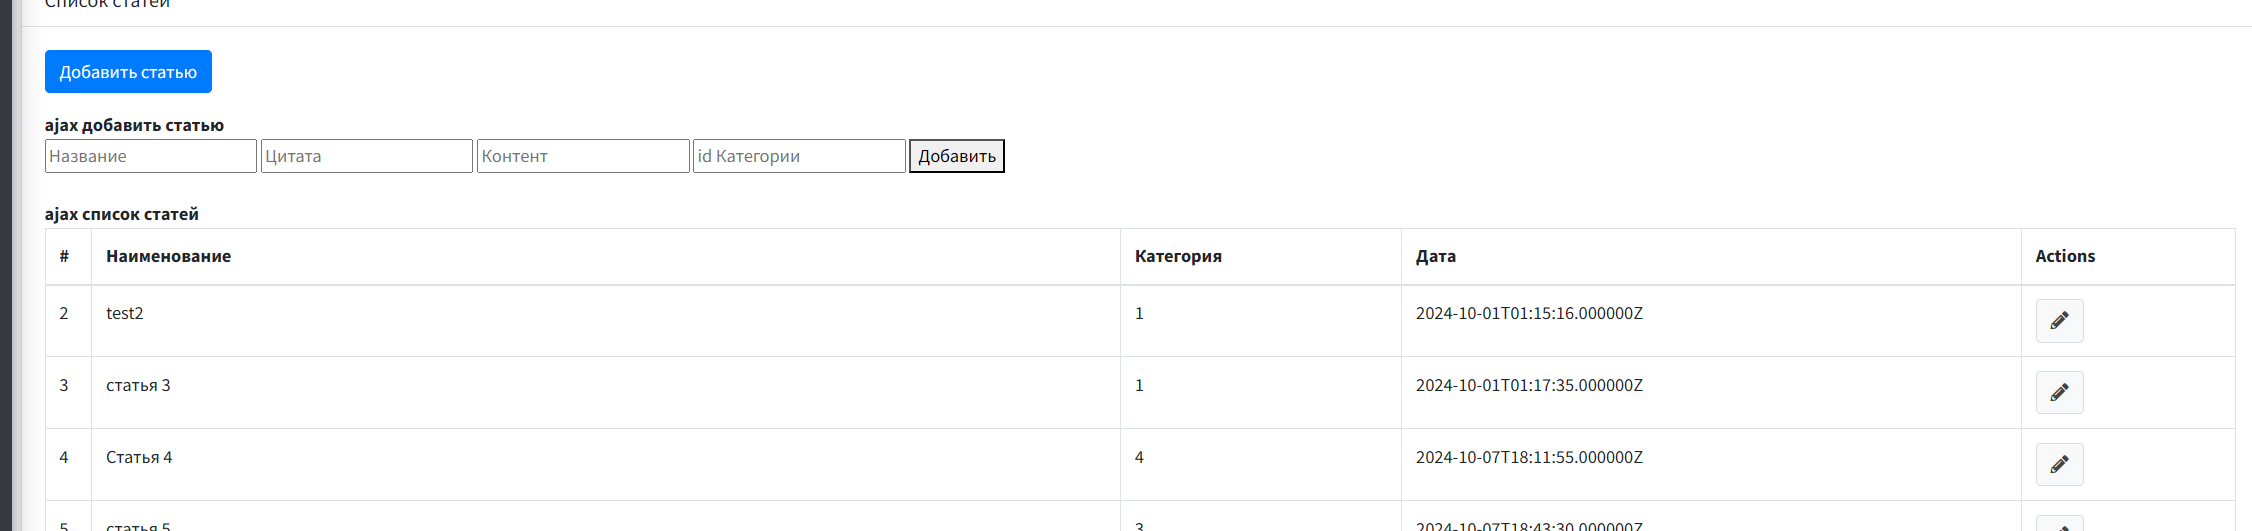 Список статей
Добавить статью
ajax добавить статью
Название Цитата Контент id Категории Добавить
ajax список статей
# Наименование Категория Дата Actions
2 test2 1 2024-10-01T01:15:16.000000Z
3 статья 3 1 2024-10-01T01:17:35.000000Z
4 Статья 4 4 2024-10-07T18:11:55.000000Z
5 статья 5 3 2024-10-07T18:43:30.000000Z